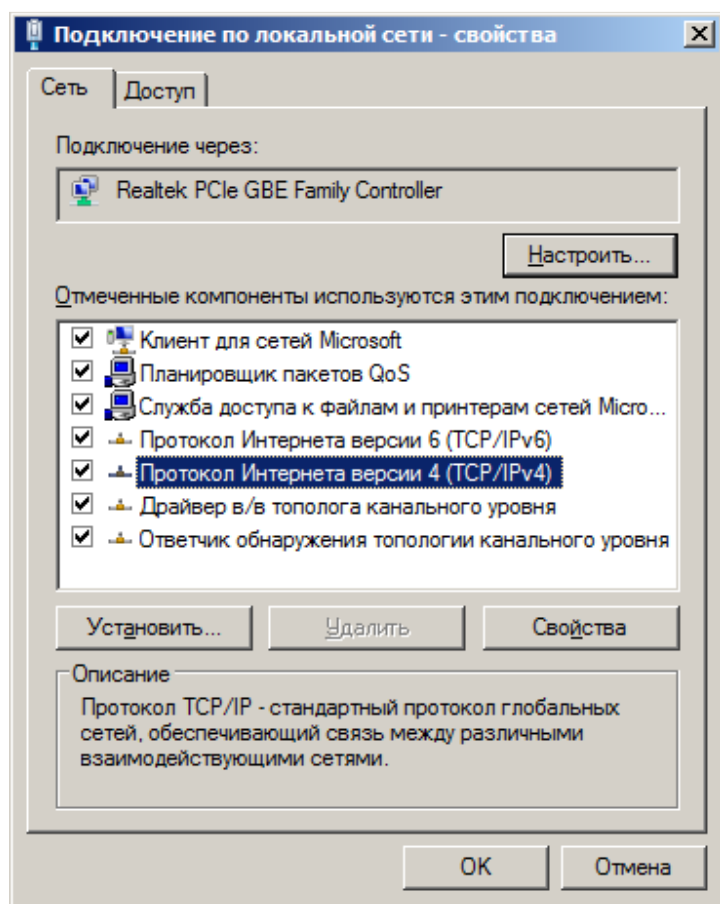 Подключение по локальной сети - свойства
Сеть
Доступ
Подключение через:
Realtek PCIe GBE Family Controller
Настроить...
Отмеченные компоненты используются этим подключением:
Клиент для сетей Microsoft
Планировщик пакетов QoS
Служба доступа к файлам и принтерам сетей Micro...
Протокол Интернета версии 6 (TCP/IPv6)
Протокол Интернета версии 4 (TCP/IPv4)
Драйвер в/в тополога канального уровня
Ответчик обнаружения топологии канального уровня
Установить...
Удалить
Свойства
Описание
Протокол TCP/IP - стандартный протокол глобальных
сетей, обеспечивающий связь между различными
взаимодействующими сетями.
OK
Отмена